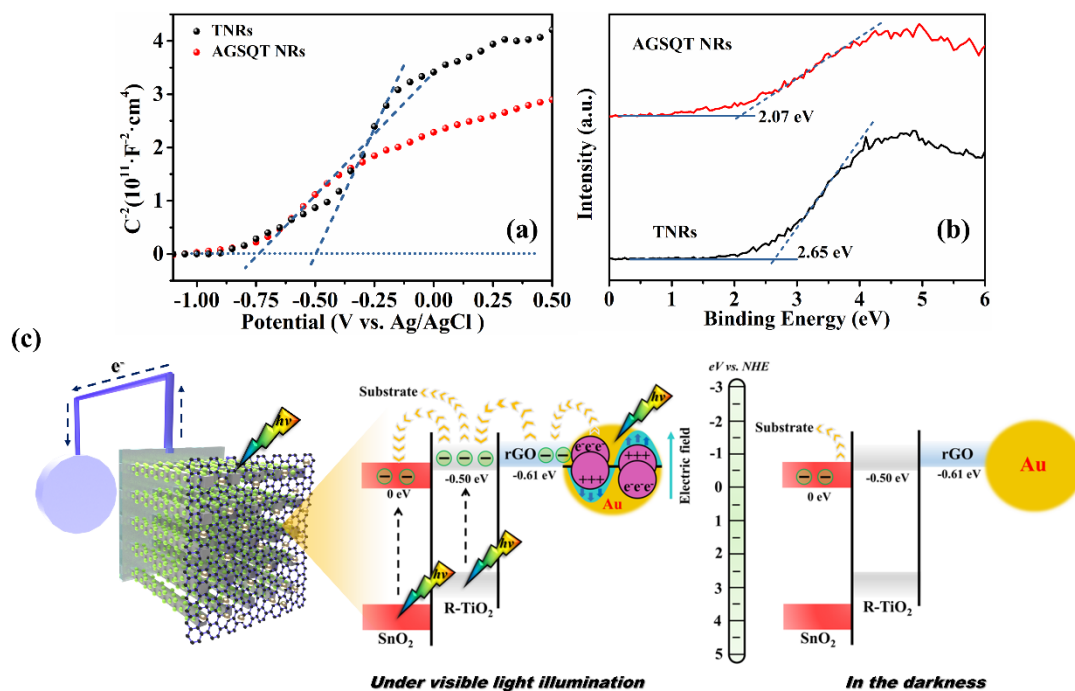 TNRs
AGSQT NRs
4
3
2
1
0
C⁻²(10¹¹·F⁻²·cm⁴)
-1.00 -0.75 -0.50 -0.25 0.00 0.25 0.50
Potential (V vs. Ag/AgCl )
(a)
(b)
AGSQT NRs
2.07 eV
TNRs
2.65 eV
Intensity (a.u.)
0 1 2 3 4 5 6
Binding Energy (eV)
(c)
e⁻
hν
Substrate
hν
e⁻e⁻e⁻
+++
+++
e⁻e⁻e⁻
rGO
0 eV
-0.50 eV
-0.61 eV
Au
Electric field
hν
hν
R-TiO₂
SnO₂
Under visible light illumination
eV vs. NHE
-3
-2
-1
0
1
2
3
4
5
Substrate
rGO
0 eV
-0.50 eV
-0.61 eV
Au
R-TiO₂
SnO₂
In the darkness